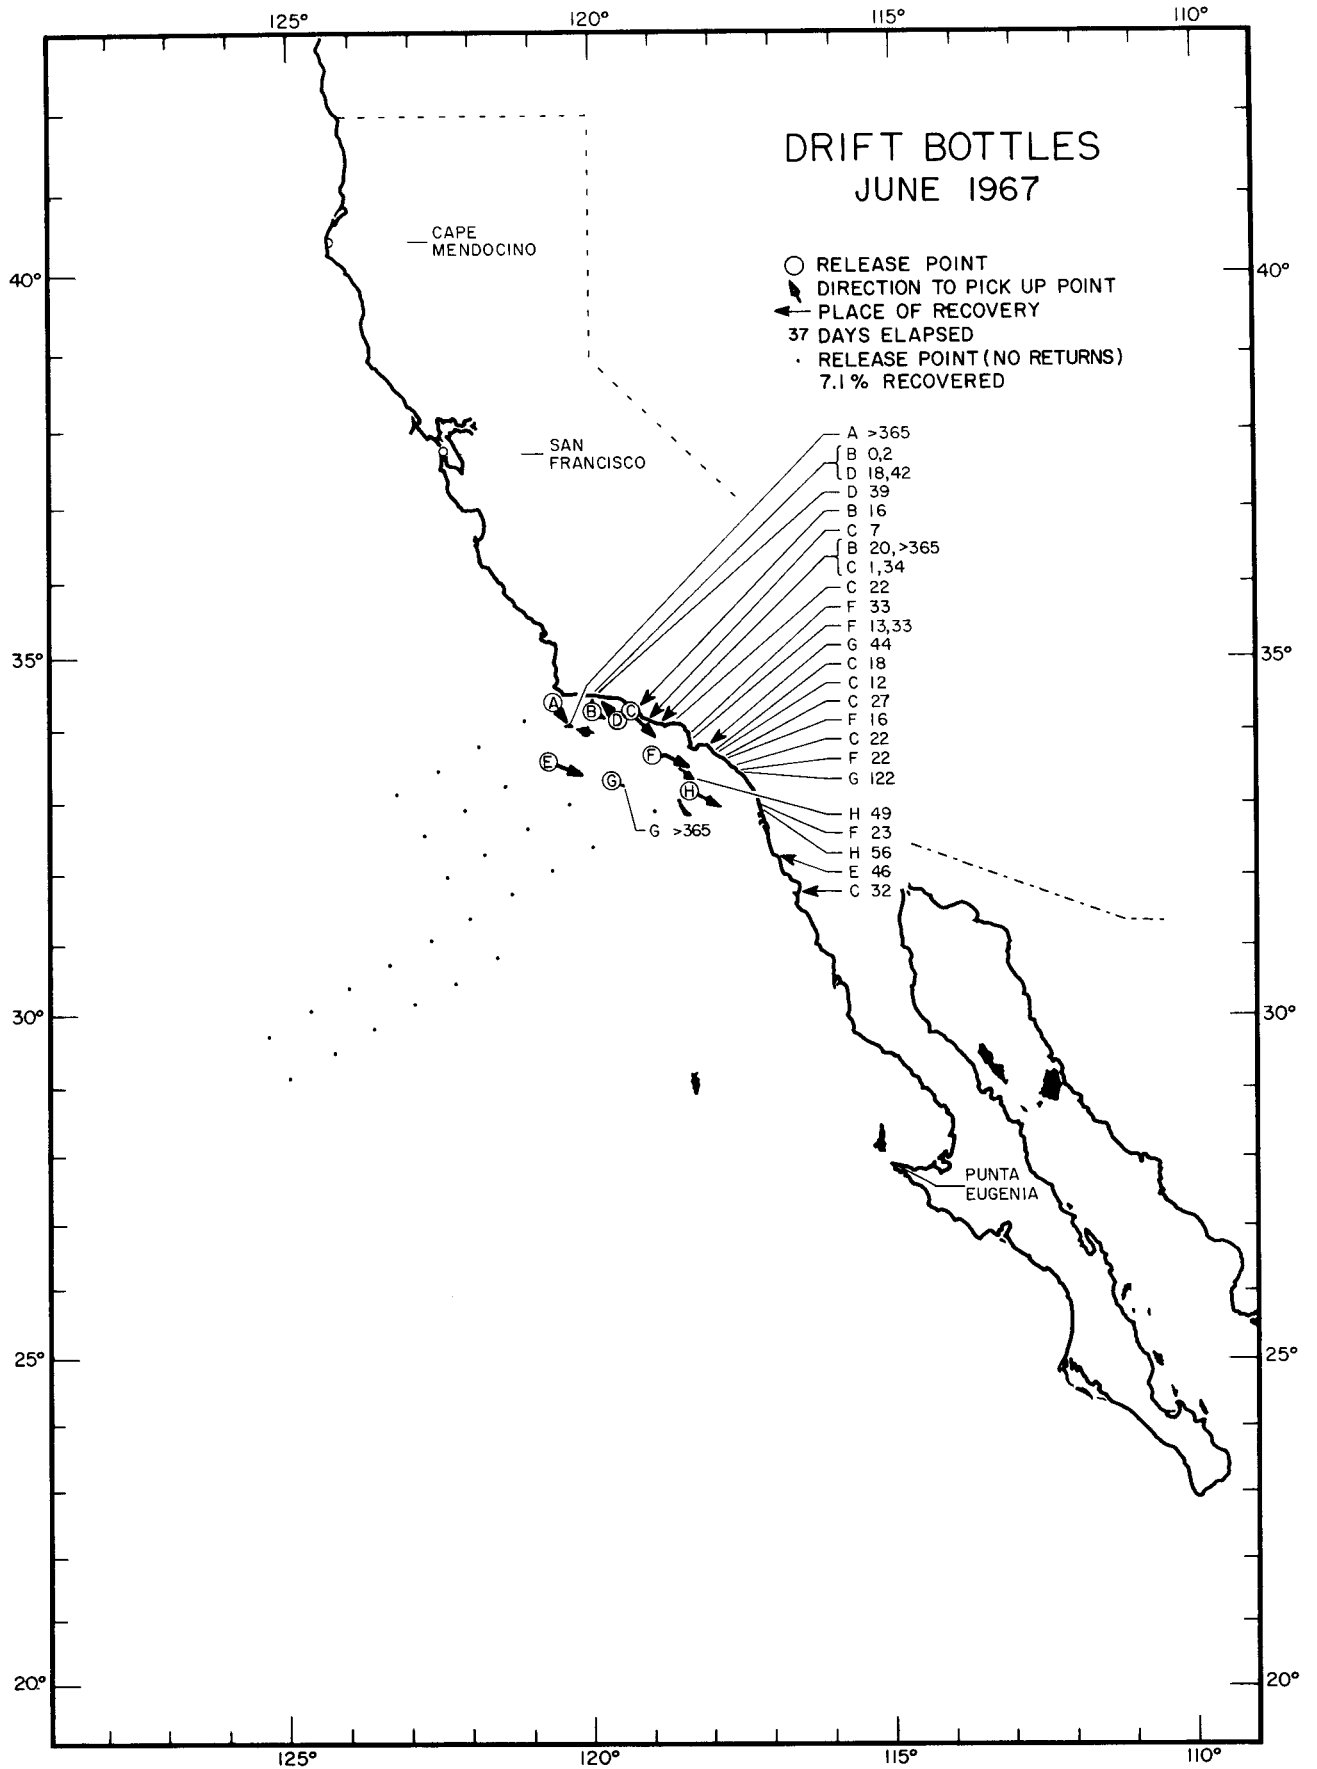 125° 120° 115° 110°
DRIFT BOTTLES
JUNE 1967
CAPE
MENDOCINO
RELEASE POINT
DIRECTION TO PICK UP POINT
PLACE OF RECOVERY
37 DAYS ELAPSED
RELEASE POINT (NO RETURNS)
7.1% RECOVERED
40° 40°
SAN
FRANCISCO
A >365
B 0,2
D 18,42
D 39
B 16
C 7
B 20,>365
C 1,34
C 22
F 33
F 13,33
G 44
C 18
C 12
C 27
F 16
C 22
F 22
G 122
H 49
F 23
H 56
E 46
C 32
35° 35°
A
B
D
C
E
F
G
H
G >365
30° 30°
PUNTA
EUGENIA
25° 25°
20° 20°
125° 120° 115° 110°